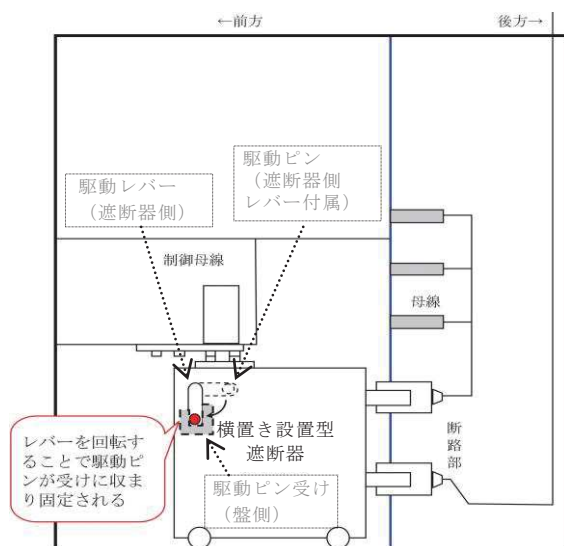 ←前方
後方→
駆動ピン
（遮断器側
レバー付属）
駆動レバー
（遮断器側）
制御母線
母線
横置き設置型
遮断器
断路部
レバーを回転す
ることで駆動ピ
ンが受けに収ま
り固定される
駆動ピン受け
（盤側）